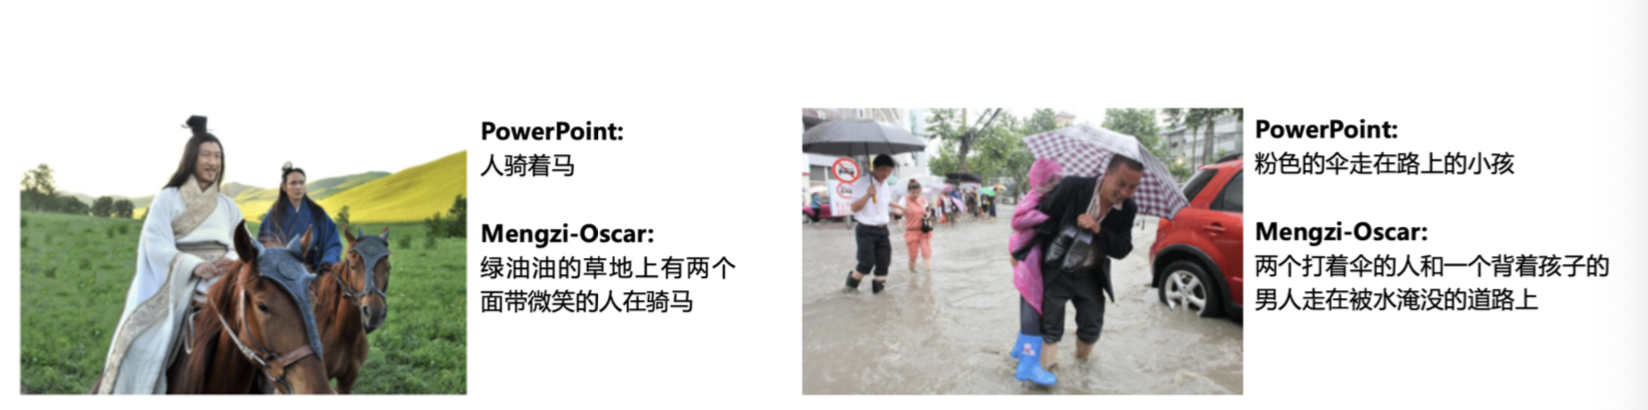 PowerPoint:
人骑着马
Mengzi-Oscar:
绿油油的草地上有两个
面带微笑的人在骑马
PowerPoint:
粉色的伞走在路上的小孩
Mengzi-Oscar:
两个打着伞的人和一个背着孩子的
男人走在被水淹没的道路上